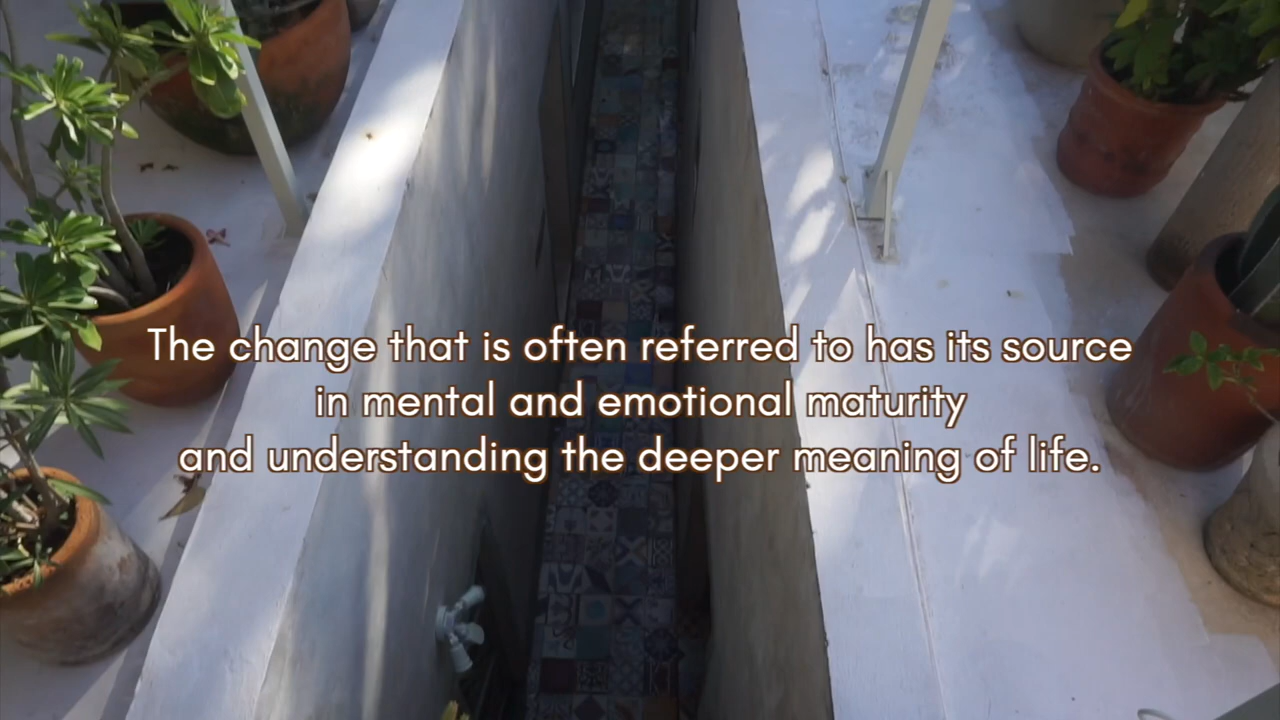 The change that is often referred to has its source
in mental and emotional maturity
and understanding the deeper meaning of life.